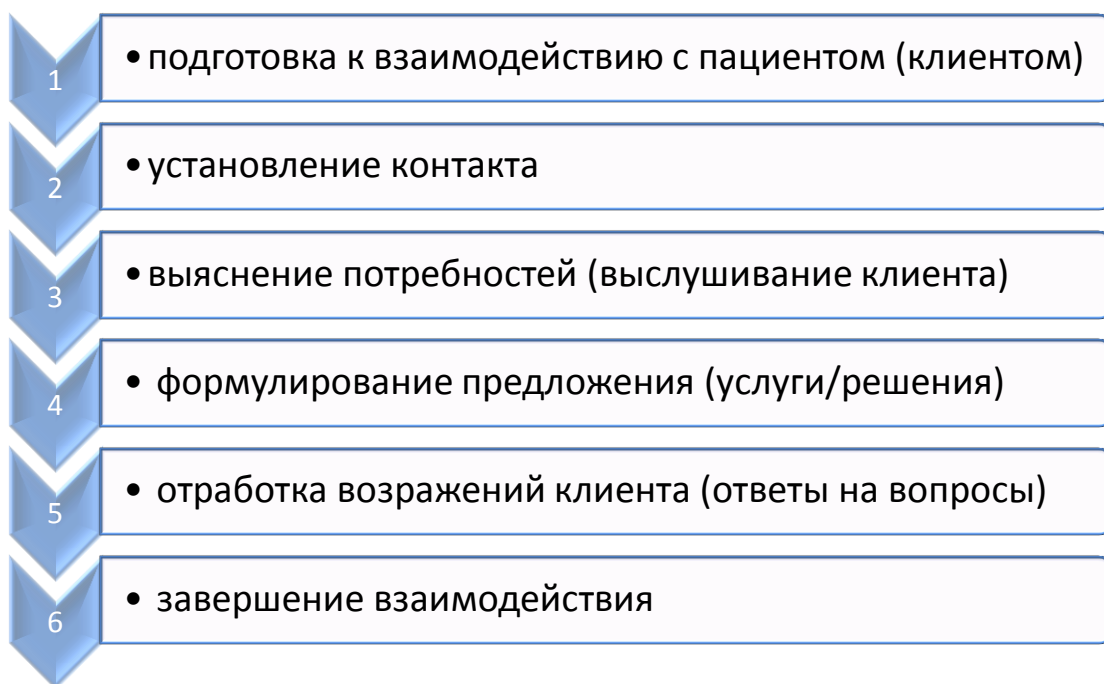 1
• подготовка к взаимодействию с пациентом (клиентом)
2
• установление контакта
3
• выяснение потребностей (выслушивание клиента)
4
• формулирование предложения (услуги/решения)
5
• отработка возражений клиента (ответы на вопросы)
6
• завершение взаимодействия